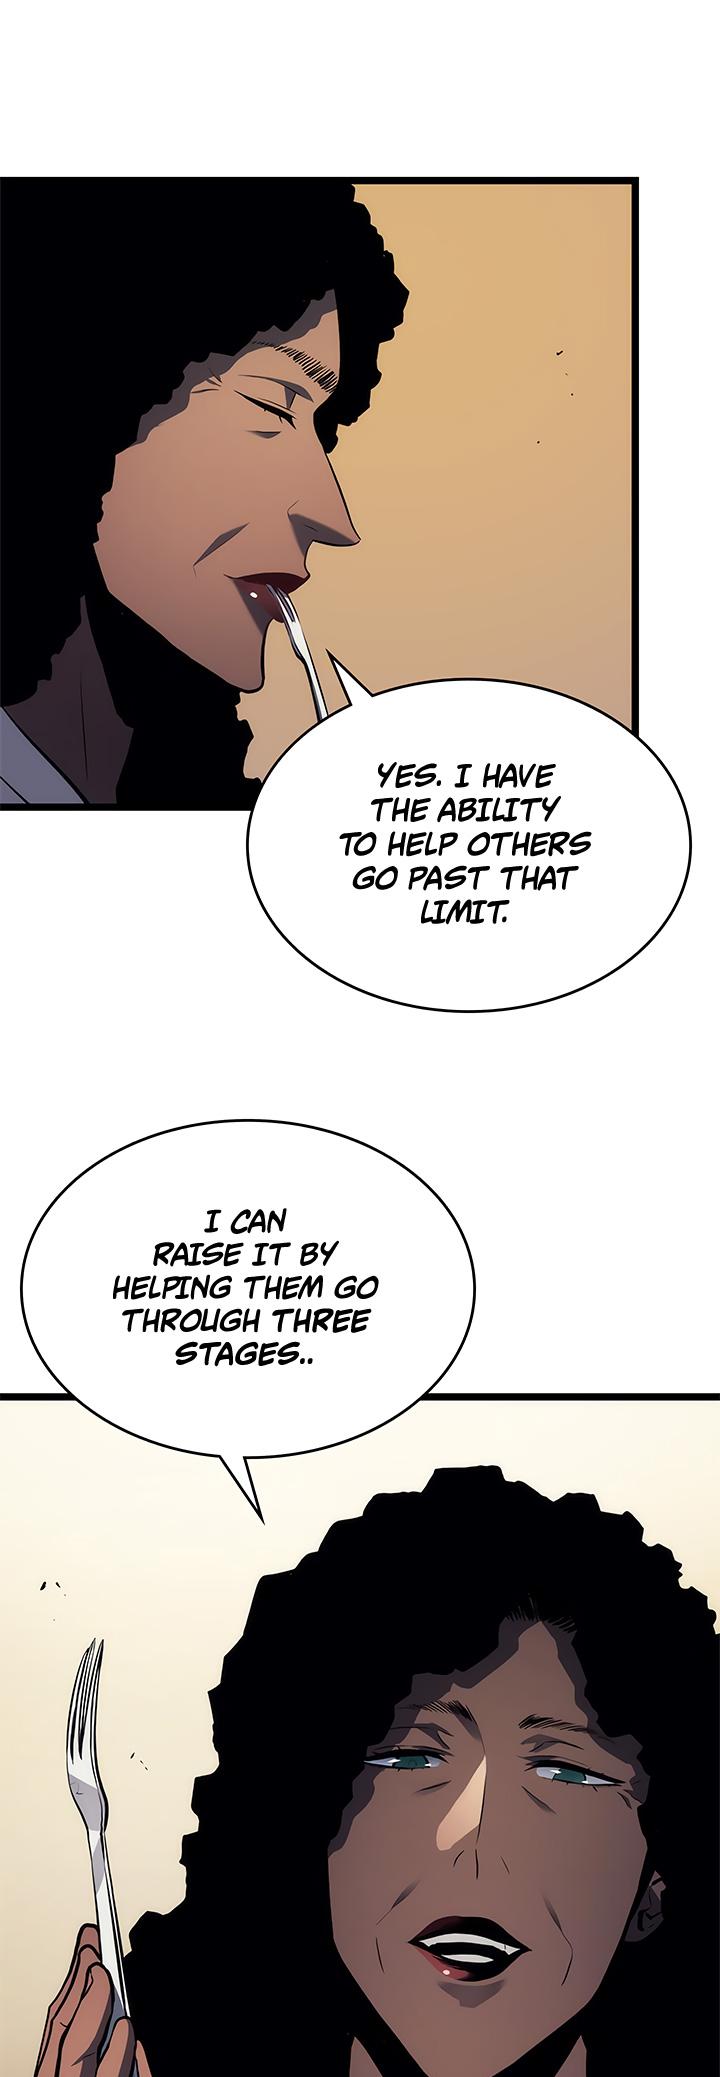 YES. I HAVE
THE ABILITY
TO HELP OTHERS
GO PAST THAT
LIMIT.
I CAN
RAISE IT BY
HELPING THEM GO
THROUGH THREE
STAGES..